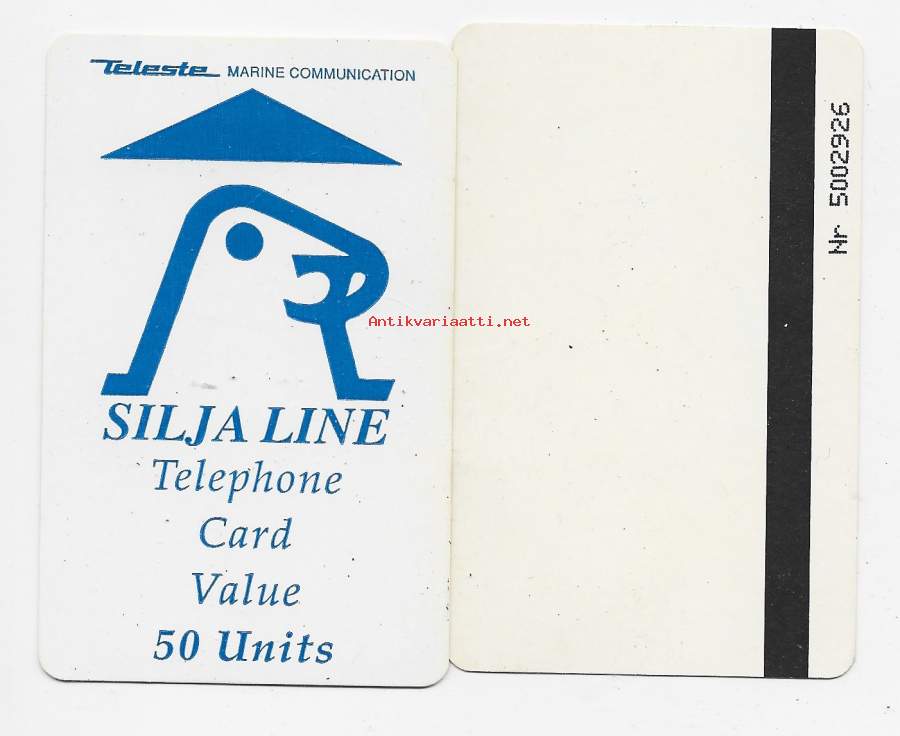 Teleste MARINE COMMUNICATION
SILJA LINE
Telephone
Card
Value
50 Units
Nr 5002926
Antikvariaatti.net